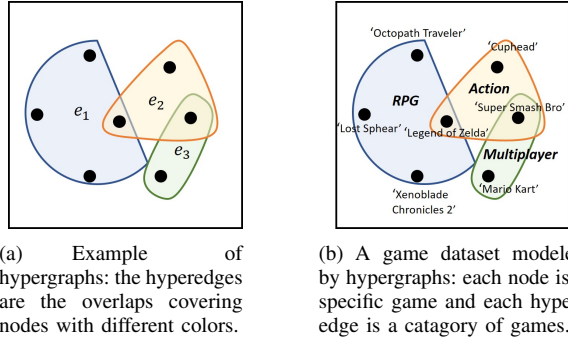 e1
e2
e3
(a) Example of
hypergraphs: the hyperedges
are the overlaps covering
nodes with different colors.
'Octopath Traveler'
'Cuphead'
Action
RPG
'Super Smash Bro'
'Lost Sphear'
'Legend of Zelda'
Multiplayer
'Mario Kart'
'Xenoblade
Chronicles 2'
(b) A game dataset modele
by hypergraphs: each node is
specific game and each hype
edge is a catagory of games.